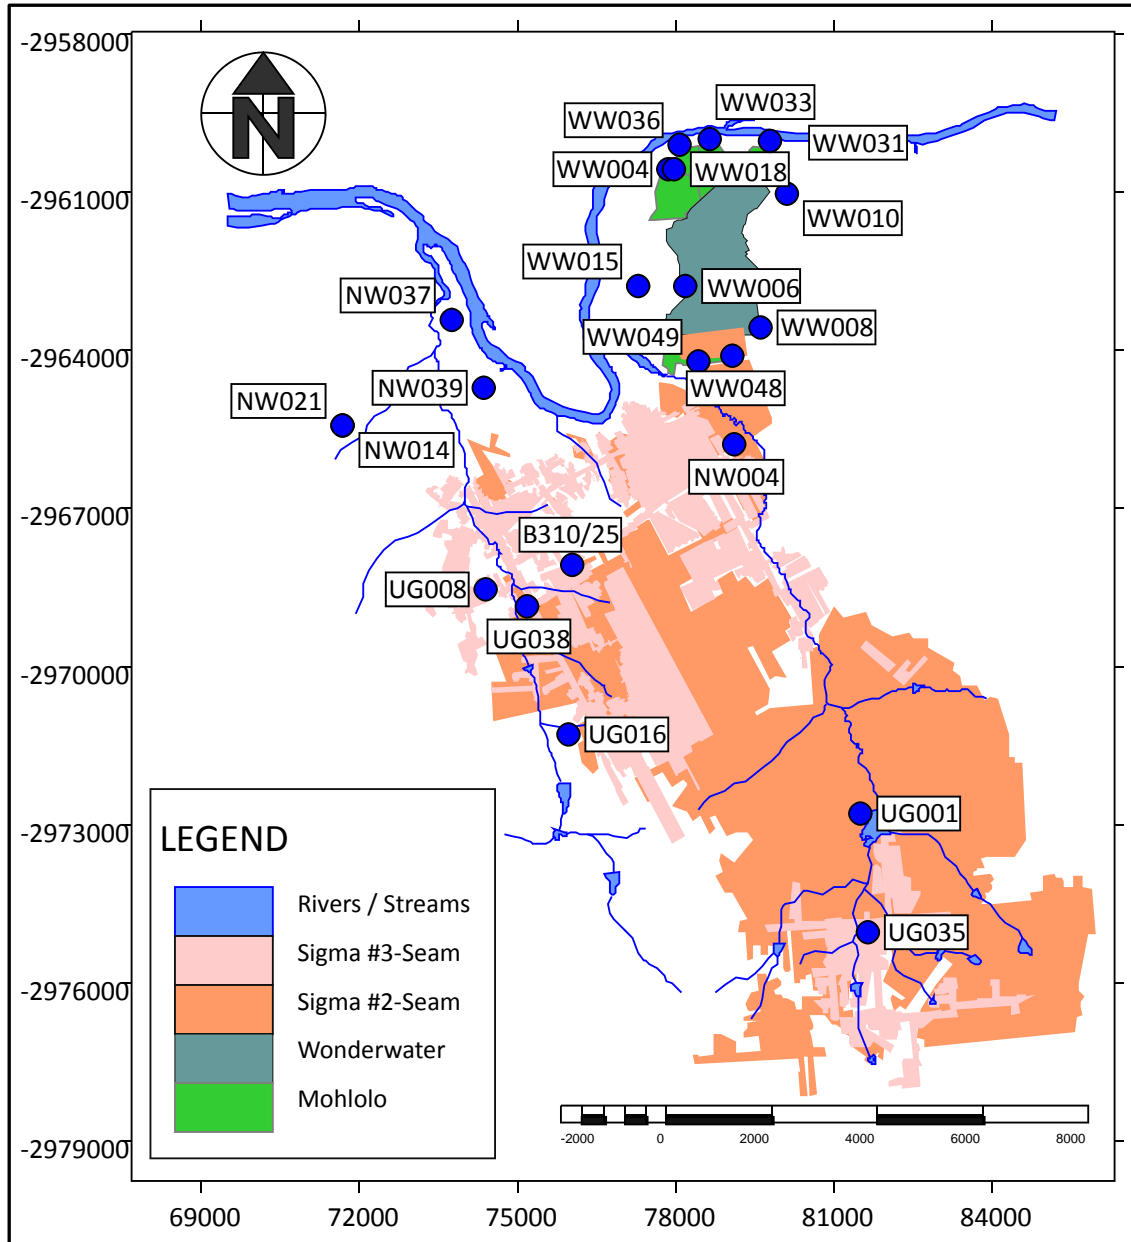 -2958000
N
WW033
WW036
WW031
WW004
WW018
-2961000
WW010
WW015
NW037
WW006
WW049
WW008
-2964000
NW039
WW048
NW021
NW014
NW004
-2967000
B310/25
UG008
UG038
-2970000
UG016
UG001
-2973000
LEGEND
Rivers / Streams
Sigma #3-Seam
Sigma #2-Seam
Wonderwater
Mohlolo
UG035
-2976000
-2000 0 2000 4000 6000 8000
-2979000
69000 72000 75000 78000 81000 84000